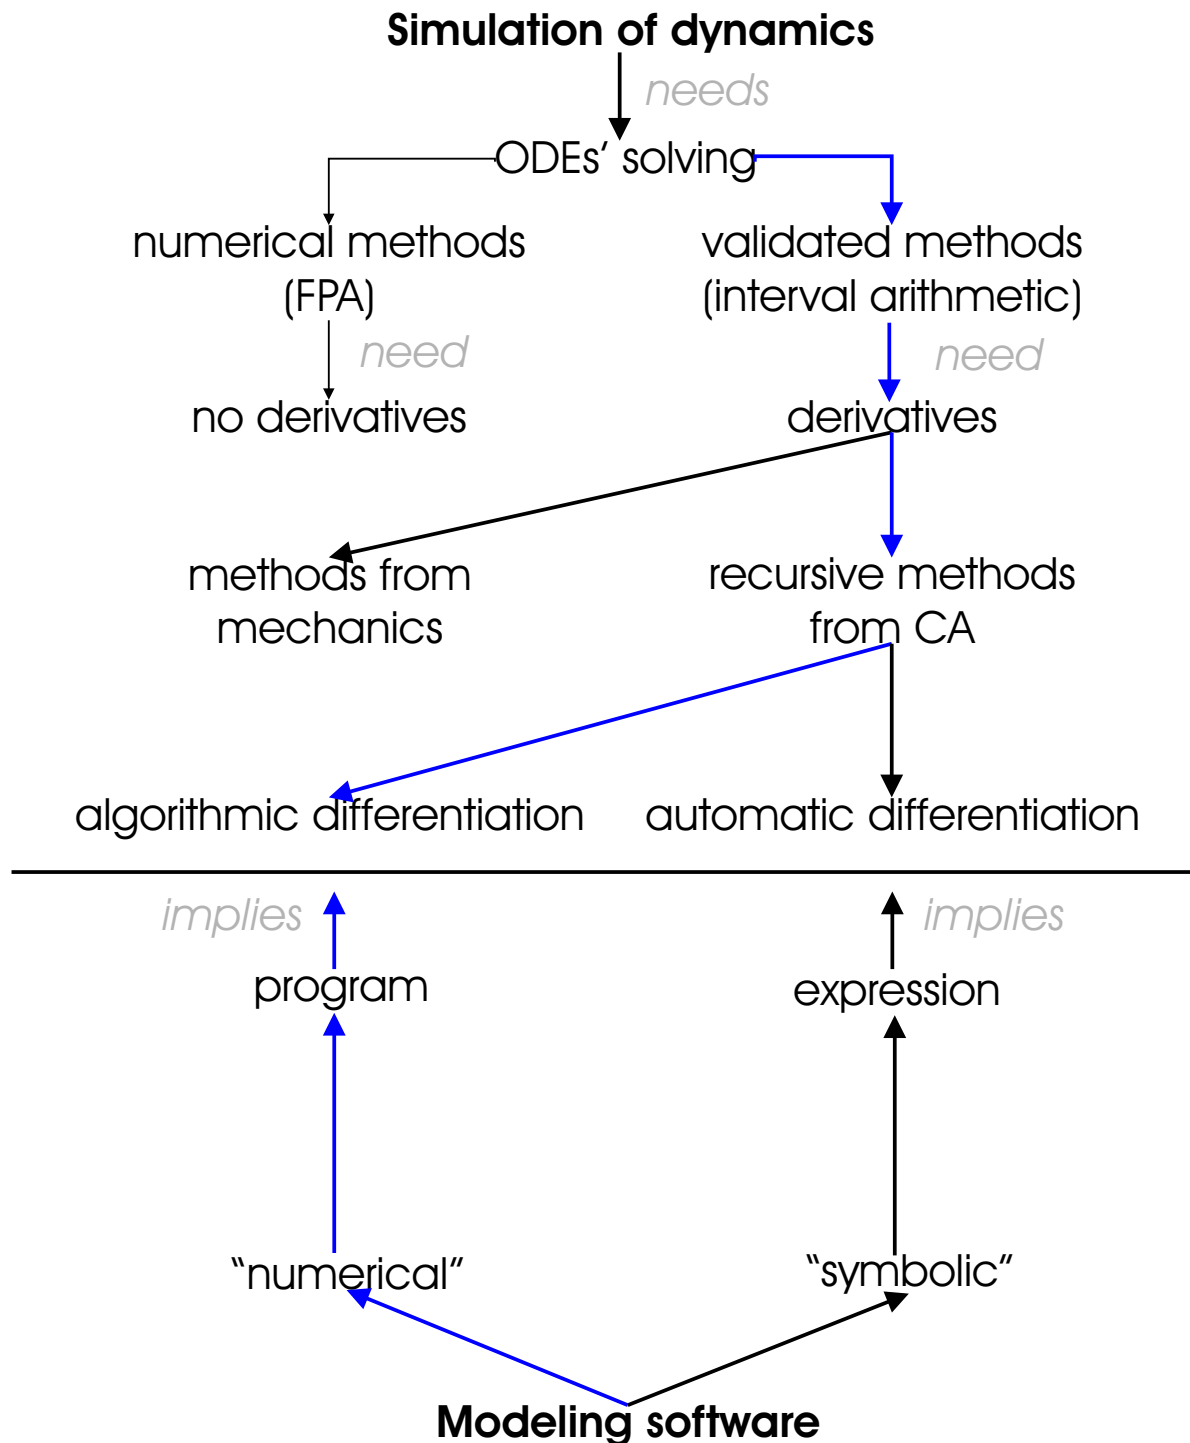 Simulation of dynamics
needs
ODEs’ solving
numerical methods
(FPA)
validated methods
(interval arithmetic)
need
need
no derivatives
derivatives
methods from
mechanics
recursive methods
from CA
algorithmic differentiation
automatic differentiation
implies
implies
program
expression
“numerical”
“symbolic”
Modeling software